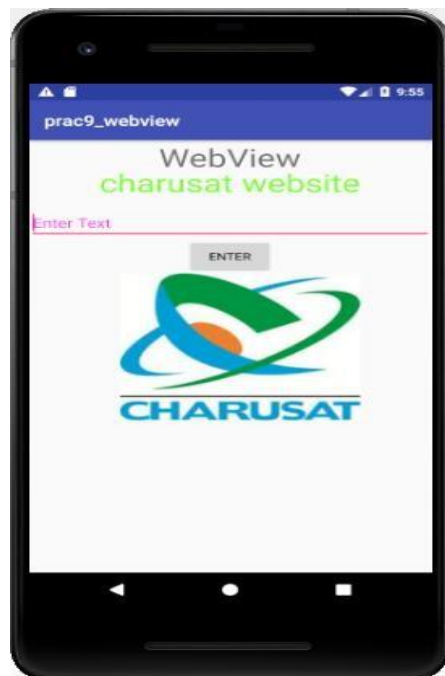 9:55
prac9_webview
WebView
charusat website
Enter Text
ENTER
CHARUSAT